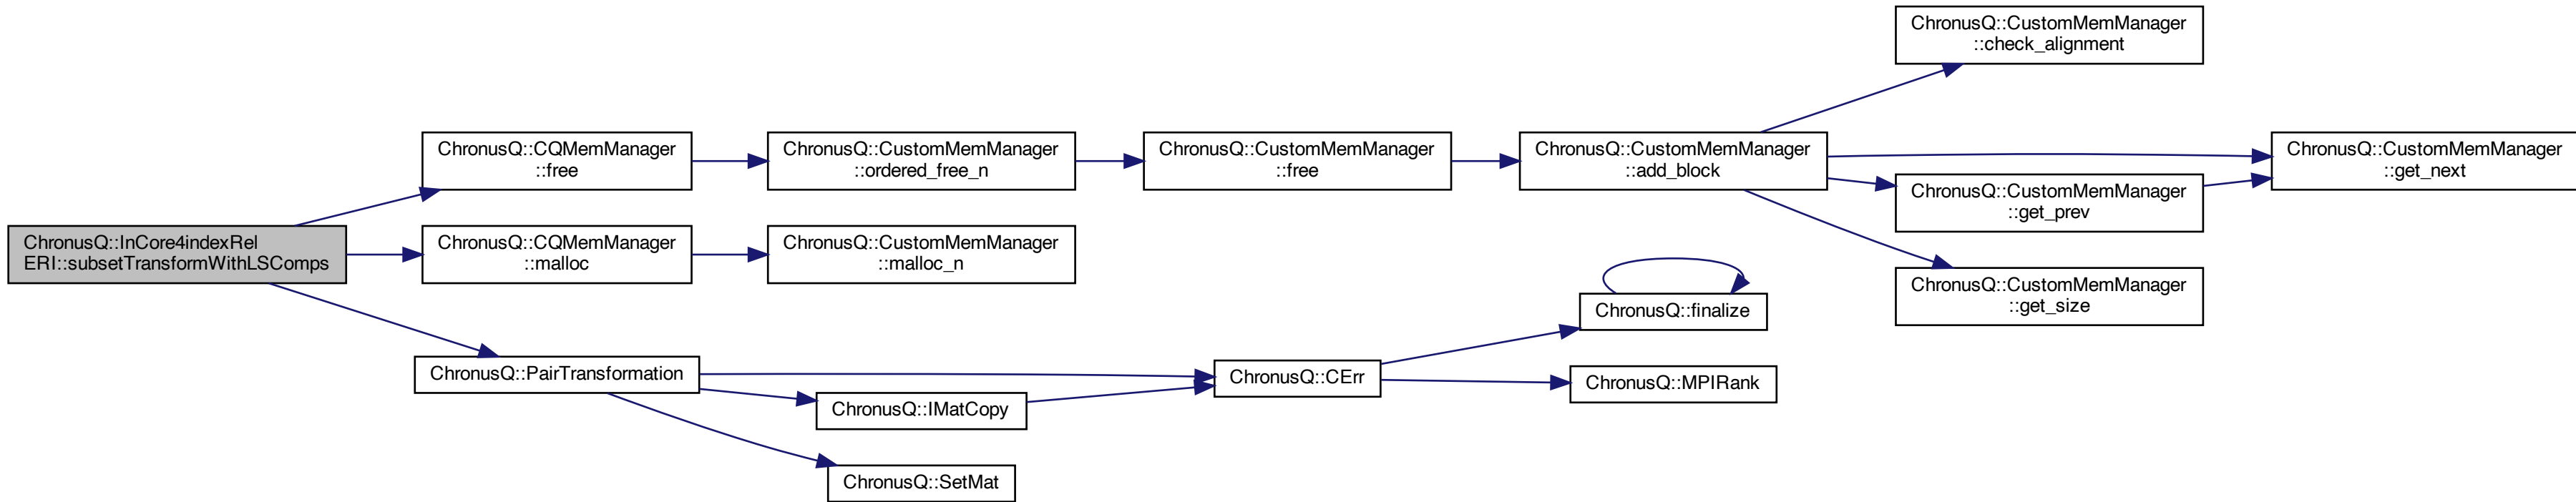 ChronusQ::InCore4indexRel
ERI::subsetTransformWithLSComps
ChronusQ::CQMemManager
::free
ChronusQ::CustomMemManager
::ordered_free_n
ChronusQ::CustomMemManager
::free
ChronusQ::CustomMemManager
::add_block
ChronusQ::CustomMemManager
::check_alignment
ChronusQ::CustomMemManager
::get_next
ChronusQ::CustomMemManager
::get_prev
ChronusQ::CustomMemManager
::get_size
ChronusQ::CQMemManager
::malloc
ChronusQ::CustomMemManager
::malloc_n
ChronusQ::PairTransformation
ChronusQ::CErr
ChronusQ::finalize
ChronusQ::MPIRank
ChronusQ::IMatCopy
ChronusQ::SetMat